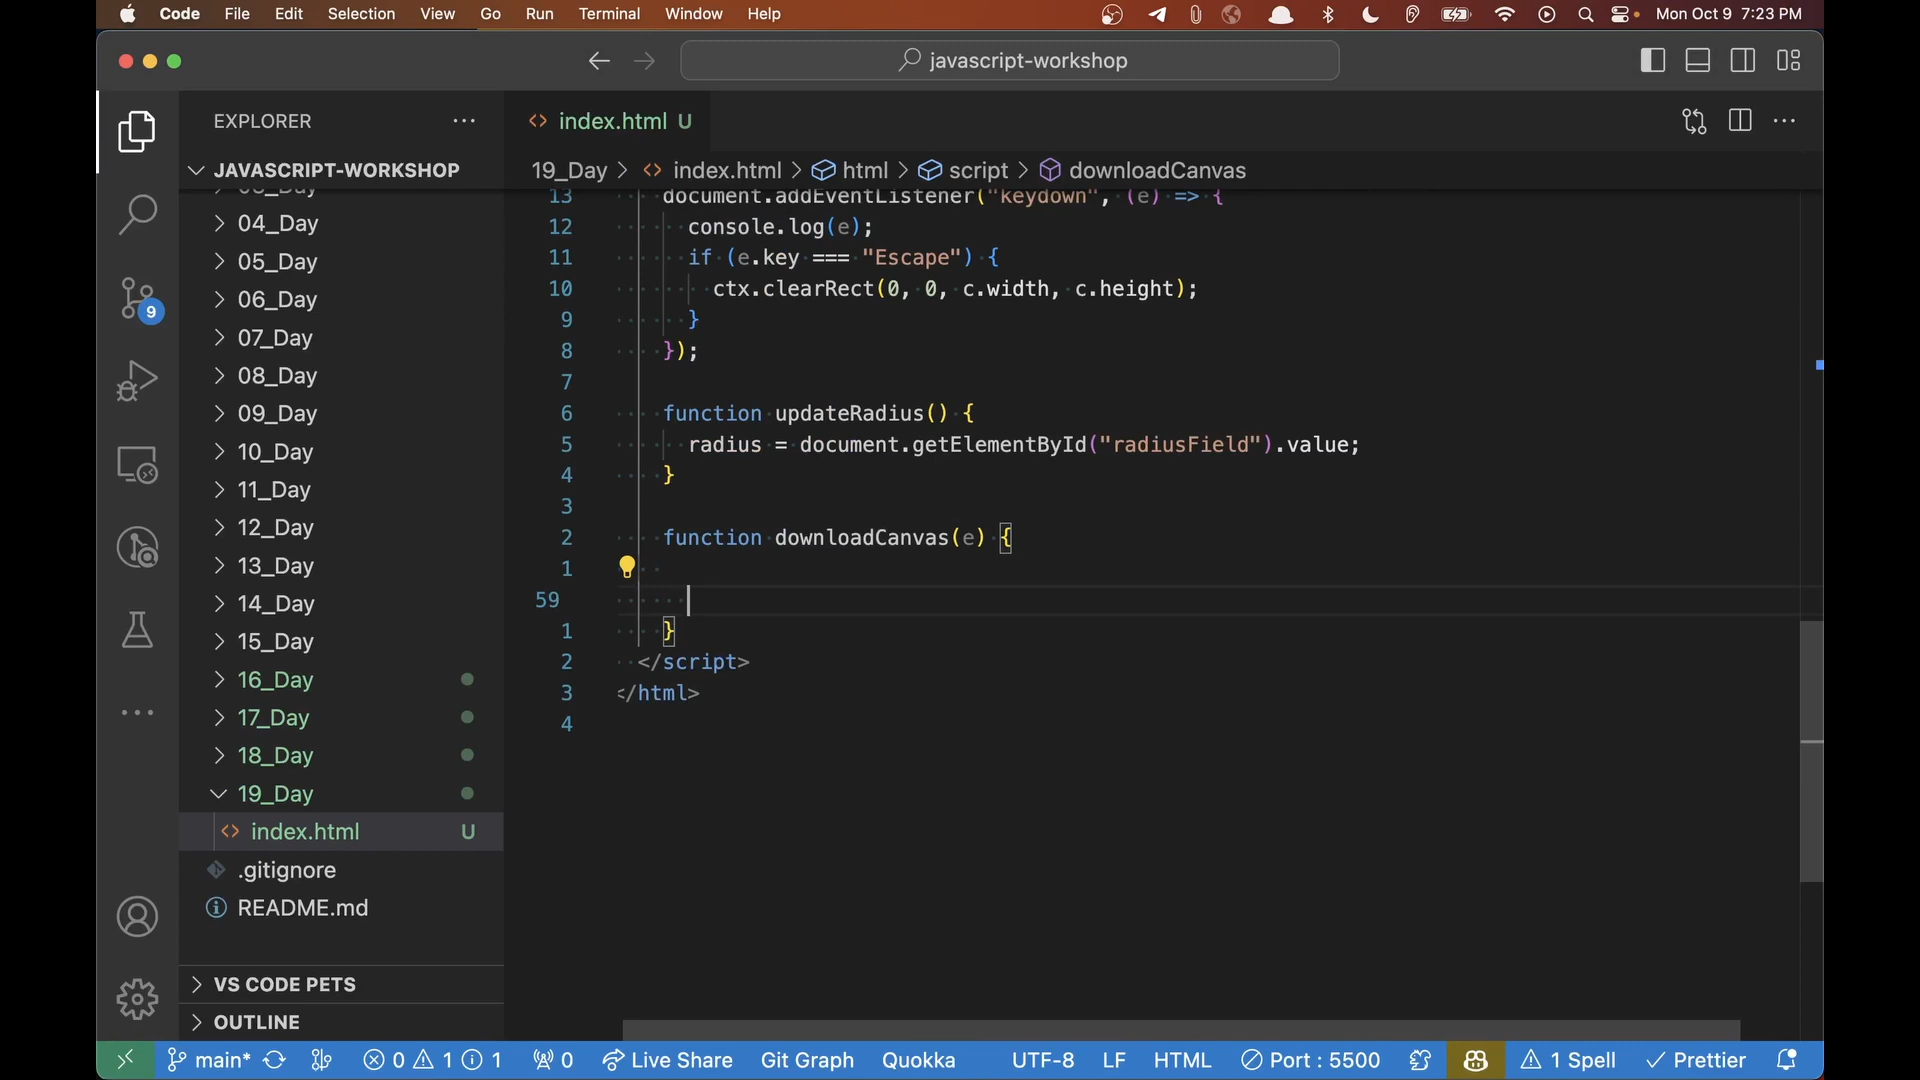 Code File Edit Selection View Go Run Terminal Window Help Mon Oct 9 7:23 PM
javascript-workshop
EXPLORER
index.html U
JAVASCRIPT-WORKSHOP
19_Day > index.html > html > script > downloadCanvas
04_Day
05_Day
06_Day
07_Day
08_Day
09_Day
10_Day
11_Day
12_Day
13_Day
14_Day
15_Day
16_Day
17_Day
18_Day
19_Day
index.html U
.gitignore
README.md
VS CODE PETS
OUTLINE
9
13 document.addEventListener("keydown", (e) => {
12 console.log(e);
11 if (e.key === "Escape") {
10 ctx.clearRect(0, 0, c.width, c.height);
9 }
8 });
7
6 function updateRadius() {
5 radius = document.getElementById("radiusField").value;
4 }
3
2 function downloadCanvas(e) {
1
59
1 }
2 </script>
3 </html>
4
main* 0 1 1 0 Live Share Git Graph Quokka UTF-8 LF HTML Port : 5500 1 Spell Prettier